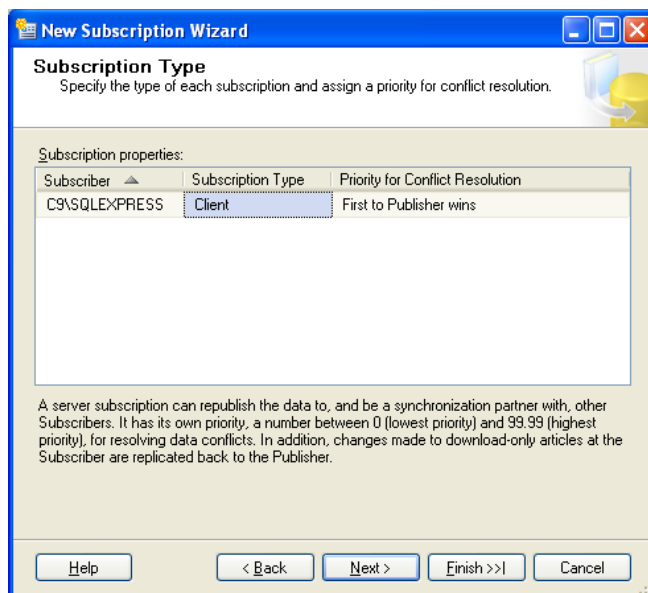 New Subscription Wizard
Subscription Type
Specify the type of each subscription and assign a priority for conflict resolution.
Subscription properties:
Subscriber Subscription Type Priority for Conflict Resolution
C9\SQLEXPRESS Client First to Publisher wins
A server subscription can republish the data to, and be a synchronization partner with, other
Subscribers. It has its own priority, a number between 0 (lowest priority) and 99.99 (highest
priority), for resolving data conflicts. In addition, changes made to download-only articles at the
Subscriber are replicated back to the Publisher.
Help < Back Next > Finish >>| Cancel